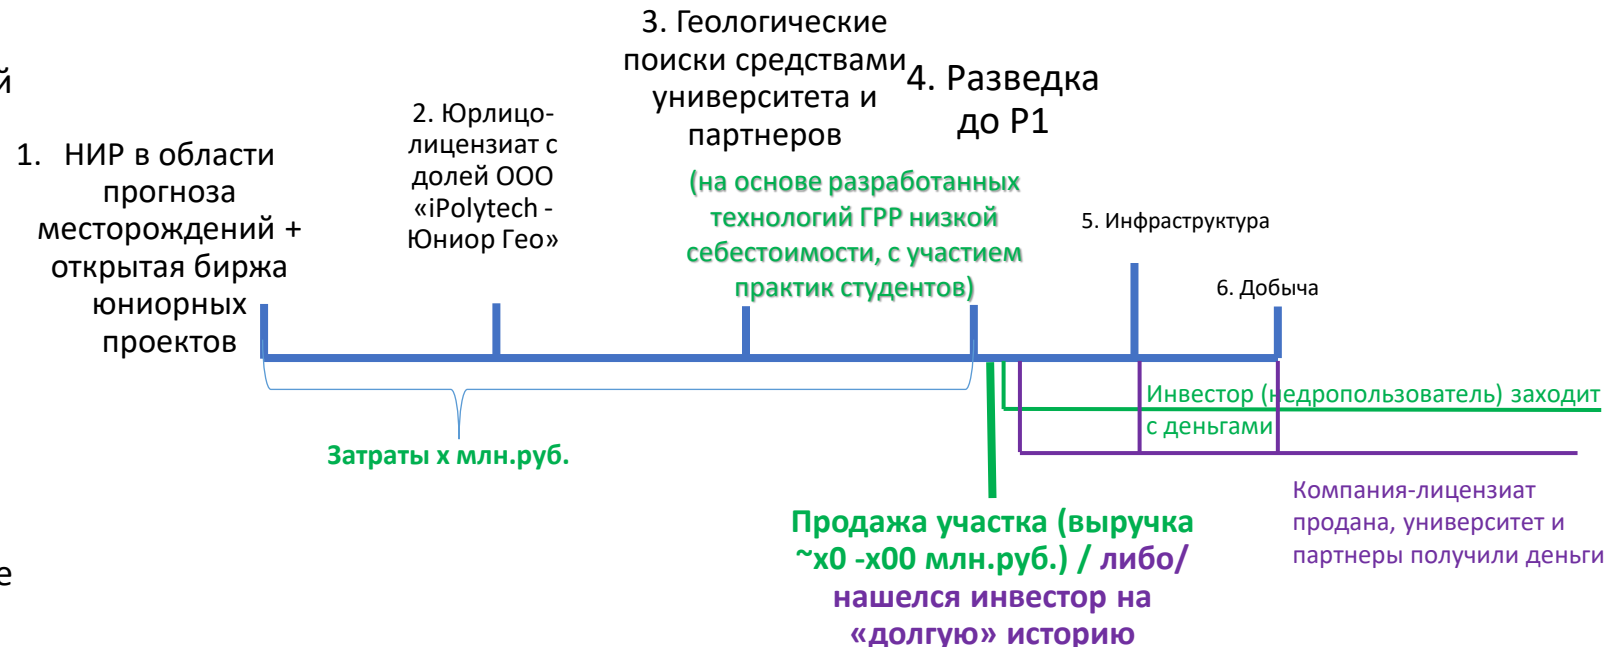 й
е
1. НИР в области
прогноза
месторождений +
открытая биржа
юниорных
проектов
2. Юрлицо-
лицензиат с
долей ООО
«iPolytech -
Юниор Гео»
3. Геологические
поиски средствами
университета и
партнеров
(на основе разработанных
технологий ГРР низкой
себестоимости, с участием
практик студентов)
4. Разведка
до Р1
5. Инфраструктура
6. Добыча
Затраты х млн.руб.
Инвестор (недропользователь) заходит
с деньгами
Продажа участка (выручка
~х0 -х00 млн.руб.) / либо/
нашелся инвестор на
«долгую» историю
Компания-лицензиат
продана, университет и
партнеры получили деньги